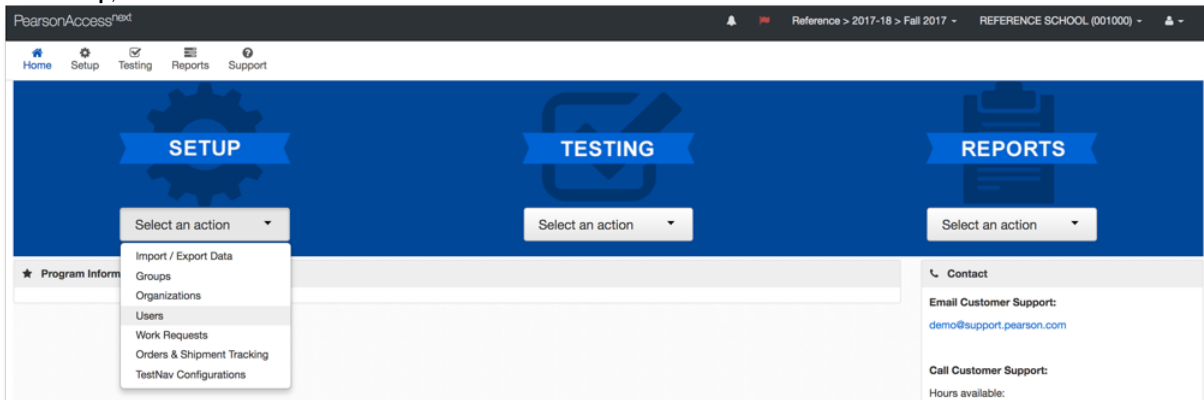 PearsonAccessnext
Reference > 2017-18 > Fall 2017
REFERENCE SCHOOL (001000)
Home
Setup
Testing
Reports
Support
SETUP
TESTING
REPORTS
Select an action
Select an action
Select an action
Import / Export Data
Groups
Organizations
Users
Work Requests
Orders & Shipment Tracking
TestNav Configurations
Program Inform
Contact
Email Customer Support:
demo@support.pearson.com
Call Customer Support:
Hours available: